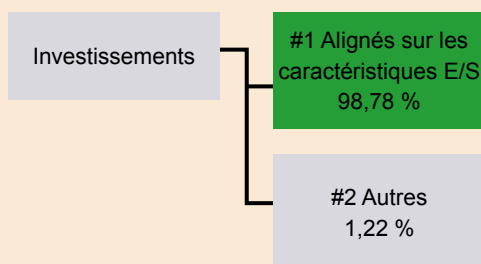 Investissements
#1 Alignés sur les
caractéristiques E/S
98,78 %
#2 Autres
1,22 %